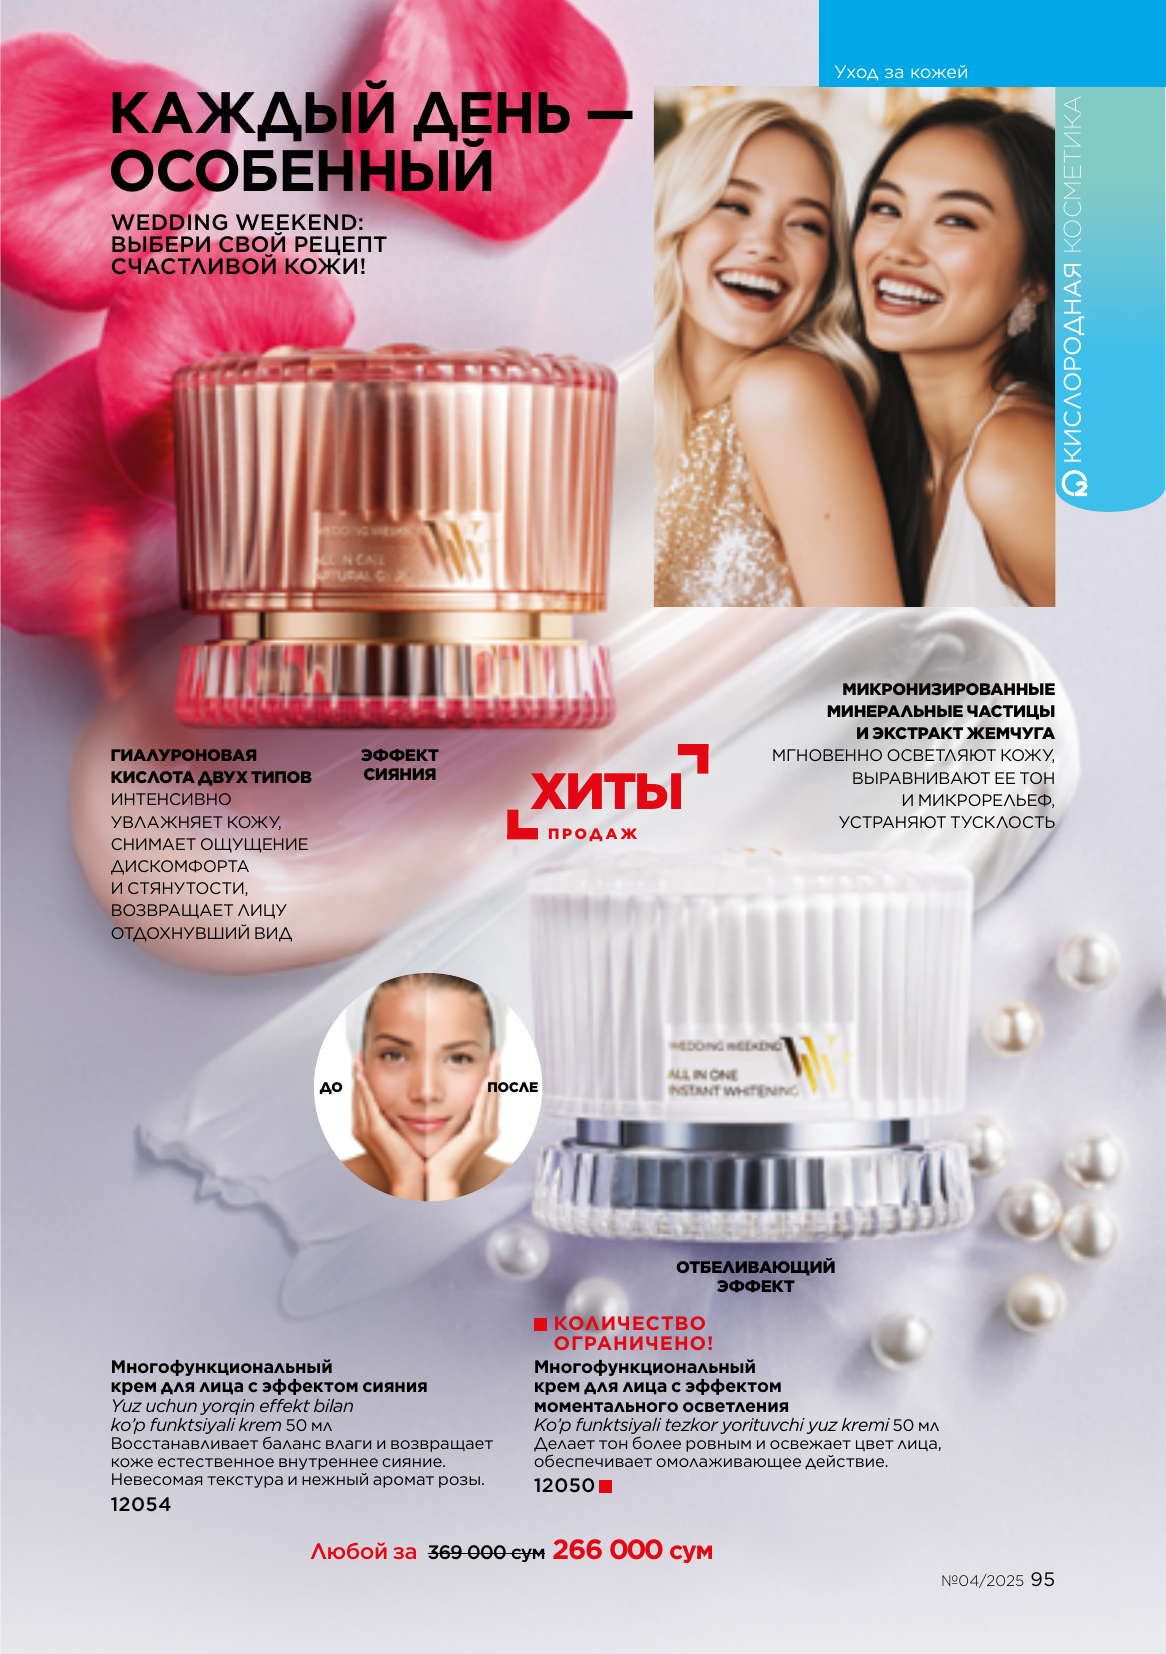 Уход за кожей
КИСЛОРОДНАЯ КОСМЕТИКА
КАЖДЫЙ ДЕНЬ —
ОСОБЕННЫЙ
WEDDING WEEKEND:
ВЫБЕРИ СВОЙ РЕЦЕПТ
СЧАСТЛИВОЙ КОЖИ!
WEDDING WEEKEND
МИКРОНИЗИРОВАННЫЕ
МИНЕРАЛЬНЫЕ ЧАСТИЦЫ
И ЭКСТРАКТ ЖЕМЧУГА
МГНОВЕННО ОСВЕТЛЯЮТ КОЖУ,
ВЫРАВНИВАЮТ ЕЕ ТОН
И МИКРОРЕЛЬЕФ,
УСТРАНЯЮТ ТУСКЛОСТЬ
ГИАЛУРОНОВАЯ
КИСЛОТА ДВУХ ТИПОВ
ИНТЕНСИВНО
УВЛАЖНЯЕТ КОЖУ,
СНИМАЕТ ОЩУЩЕНИЕ
ДИСКОМФОРТА
И СТЯНУТОСТИ,
ВОЗВРАЩАЕТ ЛИЦУ
ОТДОХНУВШИЙ ВИД
ЭФФЕКТ
СИЯНИЯ
ХИТЫ
ПРОДАЖ
WEDDING WEEKEND
ALL IN ONE
INSTANT WHITENING
ДО
ПОСЛЕ
ОТБЕЛИВАЮЩИЙ
ЭФФЕКТ
Многофункциональный
крем для лица с эффектом сияния
Yuz uchun yorqin effekt bilan
ko'p funktsiyali krem 50 мл
Восстанавливает баланс влаги и возвращает
коже естественное внутреннее сияние.
Невесомая текстура и нежный аромат розы.
12054
КОЛИЧЕСТВО
ОГРАНИЧЕНО!
Многофункциональный
крем для лица с эффектом
моментального осветления
Ko'p funktsiyali tezkor yorituvchi yuz kremi 50 мл
Делает тон более ровным и освежает цвет лица,
обеспечивает омолаживающее действие.
12050
Любой за 369 000 сум 266 000 сум
№04/2025 95